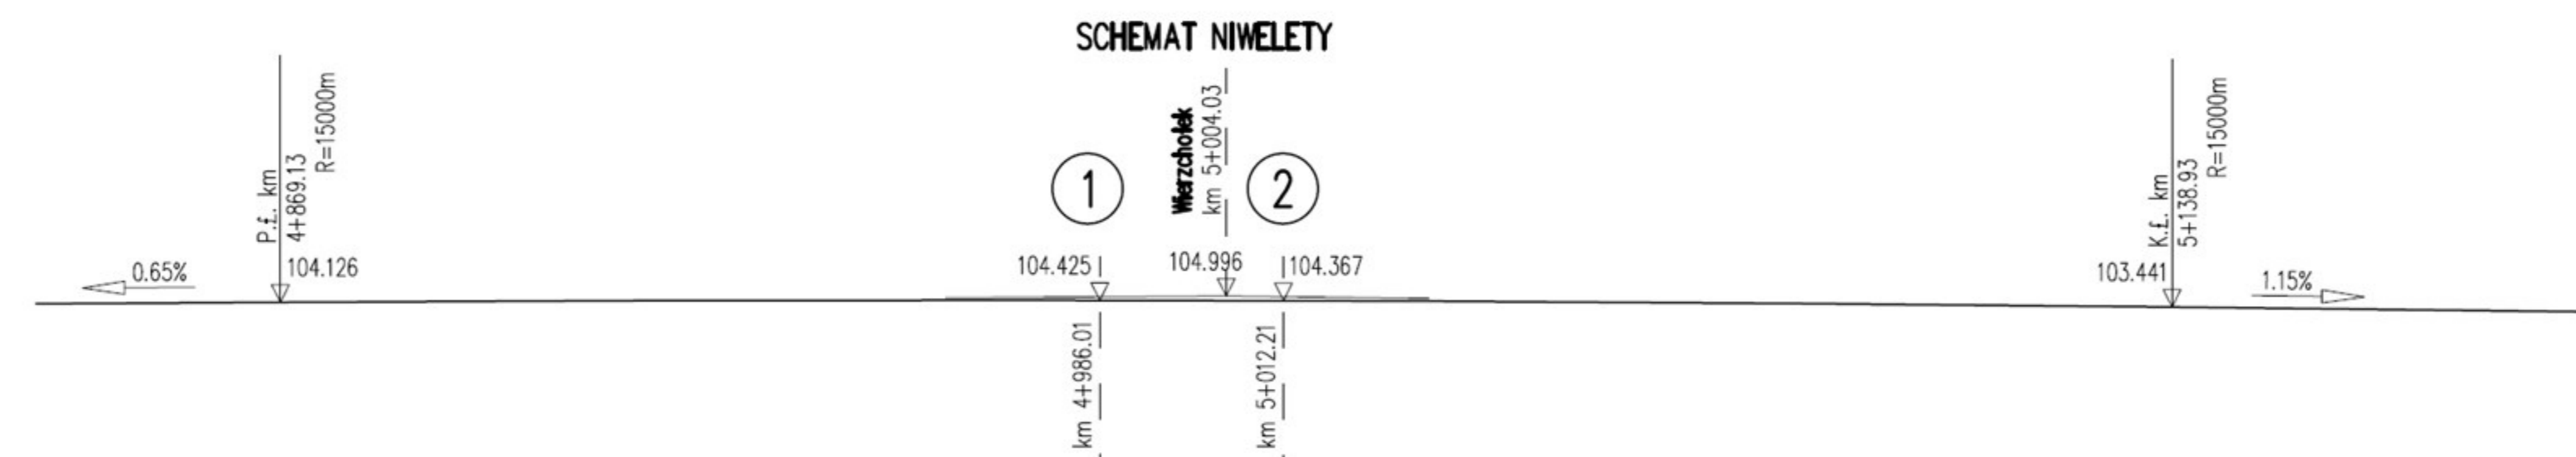 SCHEMAT NIWELETY
P.Ł. km
4+869.13
R=15000m
0.65%
104.126
1
Wierzchołek
km 5+004.03
2
104.425
104.996
104.367
km 4+986.01
km 5+012.21
K.Ł. km
5+138.93
R=15000m
103.441
1.15%